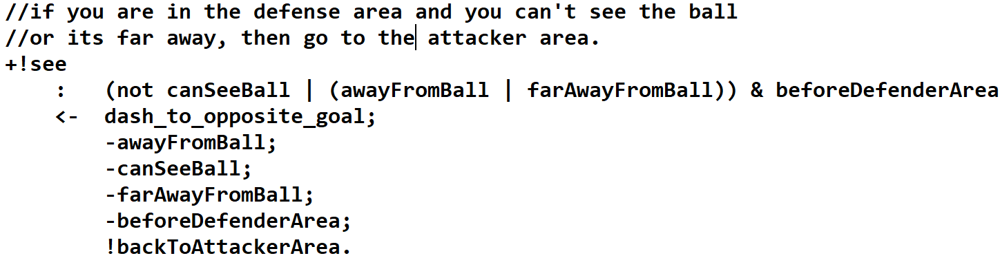 //if you are in the defense area and you can't see the ball
//or its far away, then go to the attacker area.
+!see
    :   (not canSeeBall | (awayFromBall | farAwayFromBall)) & beforeDefenderArea
    <-  dash_to_opposite_goal;
        -awayFromBall;
        -canSeeBall;
        -farAwayFromBall;
        -beforeDefenderArea;
        !backToAttackerArea.